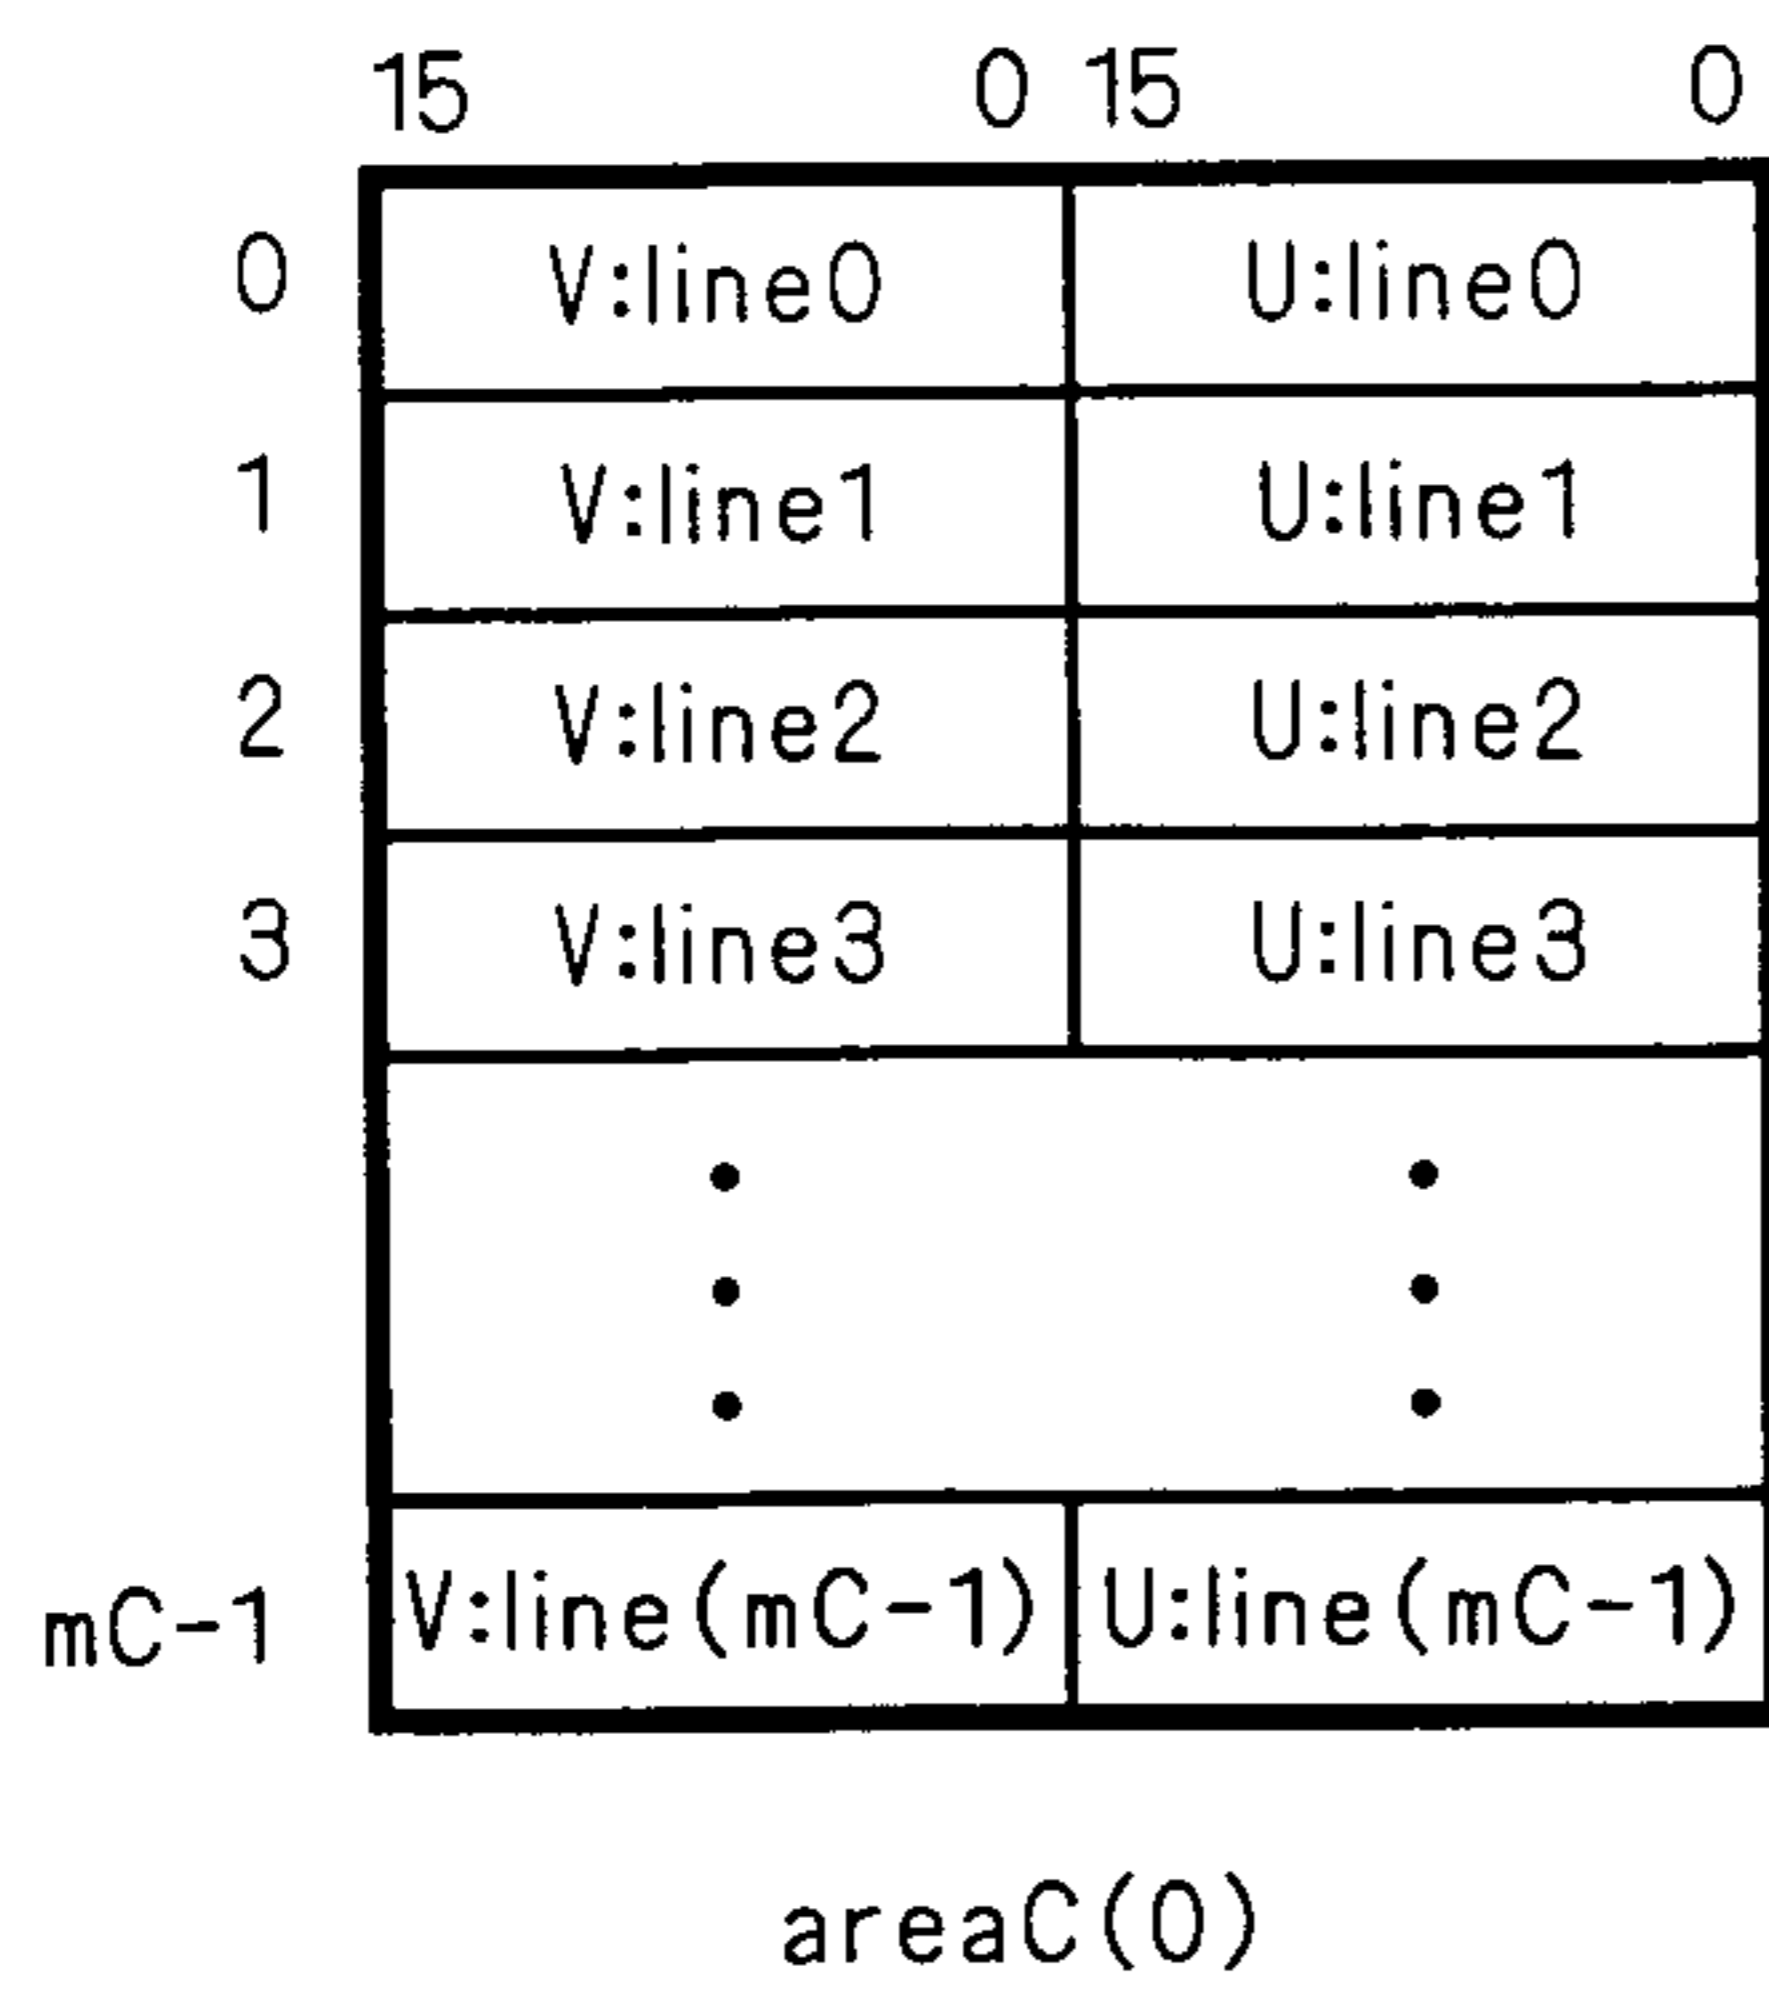 15 0 15 0
0 V:line0 U:line0
1 V:line1 U:line1
2 V:line2 U:line2
3 V:line3 U:line3
mC-1 V:line(mC-1) U:line(mC-1)
areaC(0)